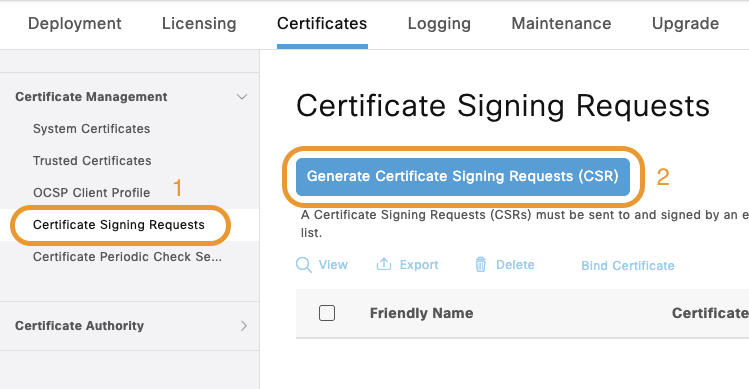 Deployment Licensing Certificates Logging Maintenance Upgrade
Certificate Management
System Certificates
Trusted Certificates
OCSP Client Profile
1
Certificate Signing Requests
Certificate Periodic Check Se...
Certificate Authority
Certificate Signing Requests
Generate Certificate Signing Requests (CSR)
2
A Certificate Signing Requests (CSRs) must be sent to and signed by an e
list.
View Export Delete Bind Certificate
Friendly Name Certificate